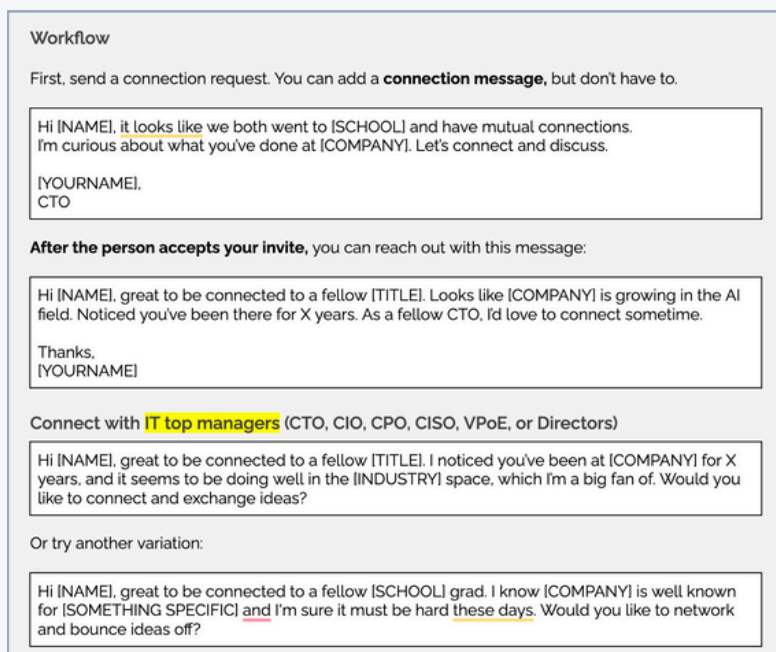 Workflow
First, send a connection request. You can add a connection message, but don't have to.
Hi [NAME], it looks like we both went to [SCHOOL] and have mutual connections.
I'm curious about what you've done at [COMPANY]. Let's connect and discuss.
[YOURNAME],
CTO
After the person accepts your invite, you can reach out with this message:
Hi [NAME], great to be connected to a fellow [TITLE]. Looks like [COMPANY] is growing in the AI
field. Noticed you've been there for X years. As a fellow CTO, I'd love to connect sometime.
Thanks,
[YOURNAME]
Connect with IT top managers (CTO, CIO, CPO, CISO, VPoE, or Directors)
Hi [NAME], great to be connected to a fellow [TITLE]. I noticed you've been at [COMPANY] for X
years, and it seems to be doing well in the [INDUSTRY] space, which I'm a big fan of. Would you
like to connect and exchange ideas?
Or try another variation:
Hi [NAME], great to be connected to a fellow [SCHOOL] grad. I know [COMPANY] is well known
for [SOMETHING SPECIFIC] and I'm sure it must be hard these days. Would you like to network
and bounce ideas off?